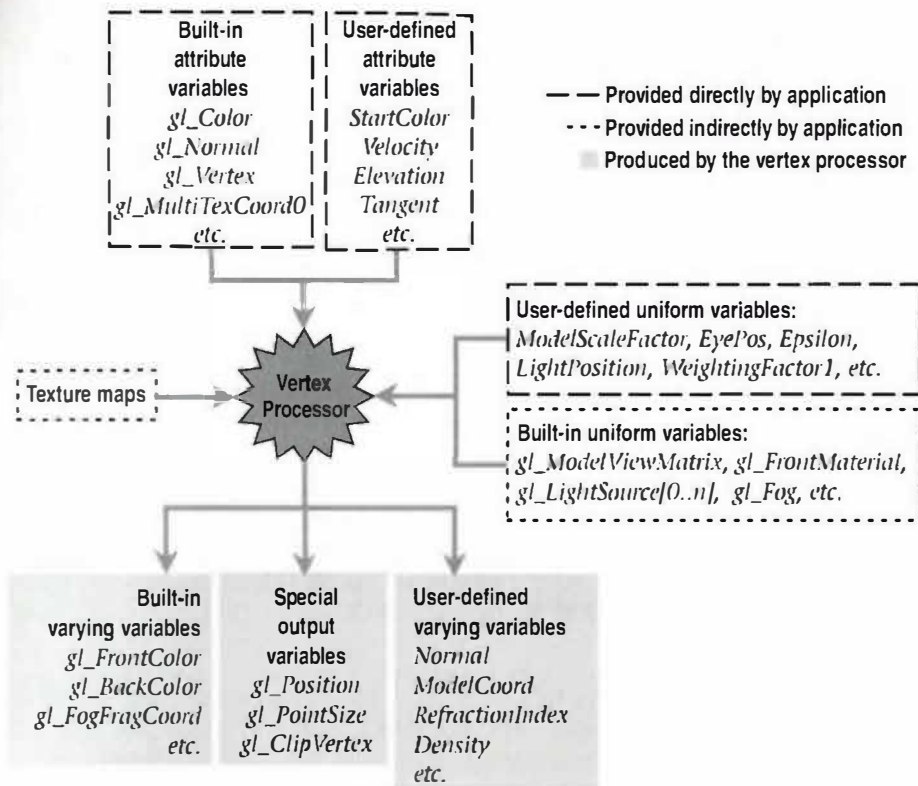 Built-in
attribute
variables
gl_Color
gl_Normal
gl_Vertex
gl_MultiTexCoord0
etc.
User-defined
attribute
variables
StartColor
Velocity
Elevation
Tangent
etc.
Provided directly by application
Provided indirectly by application
Produced by the vertex processor
User-defined uniform variables:
ModelScaleFactor, EyePos, Epsilon,
LightPosition, WeightingFactor1, etc.
Texture maps
Vertex
Processor
Built-in uniform variables:
gl_ModelViewMatrix, gl_FrontMaterial,
gl_LightSource[0..n], gl_Fog, etc.
Built-in
varying variables
gl_FrontColor
gl_BackColor
gl_FogFragCoord
etc.
Special
output
variables
gl_Position
gl_PointSize
gl_ClipVertex
User-defined
varying variables
Normal
ModelCoord
RefractionIndex
Density
etc.